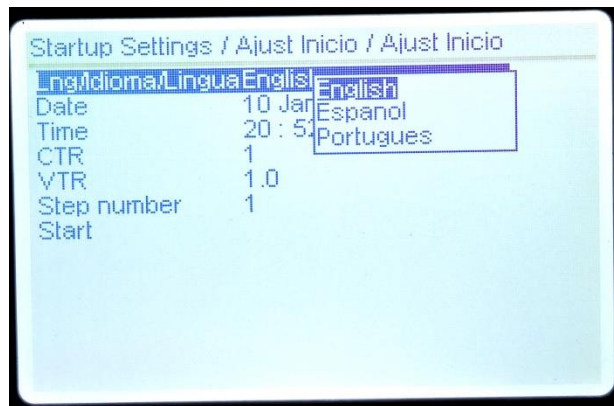 Startup Settings / Ajust Inicio / Ajust Inicio
Lng/Idioma/Lingua English
English
Date 10 Jan
Espanol
Time 20 : 52
Portugues
CTR 1
VTR 1.0
Step number 1
Start